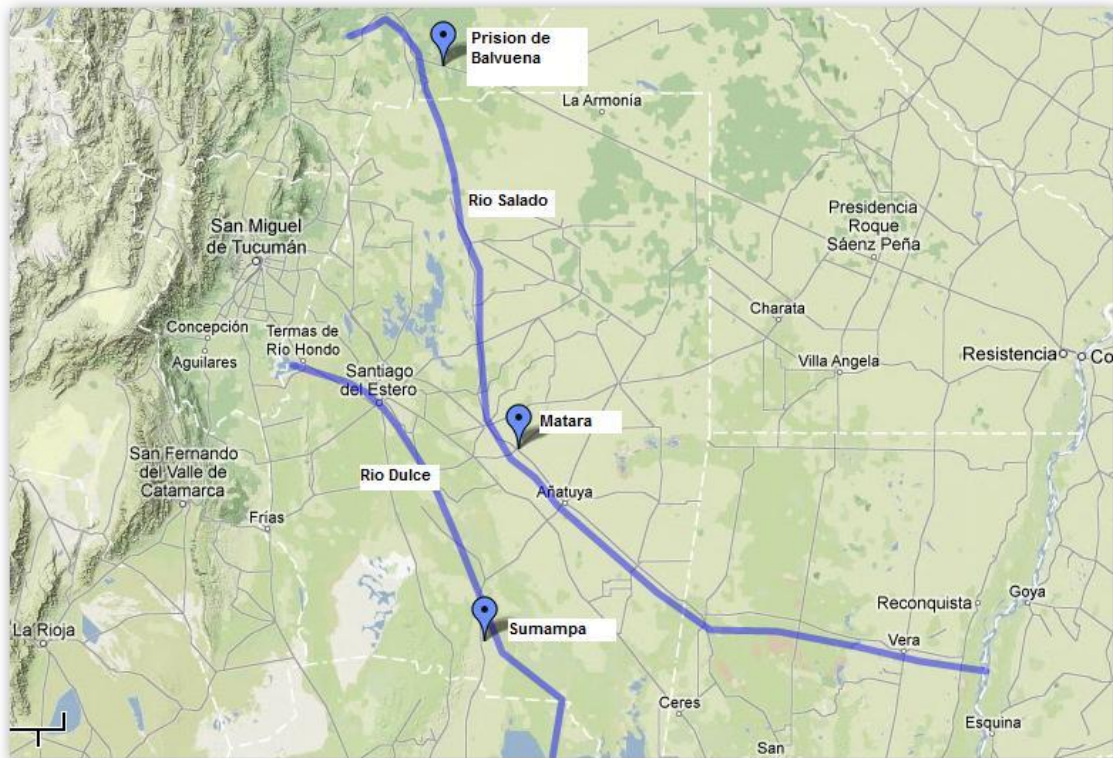 Prision de
Balvuena
La Armonía
Rio Salado
Presidencia
Roque
Sáenz Peña
San Miguel
de Tucumán
Charata
Concepción
Termas de
Río Hondo
Aguilares
Villa Angela
Resistencia
Co
Santiago
del Estero
Matara
San Fernando
del Valle de
Catamarca
Rio Dulce
Añatuya
Frías
Reconquista
Goya
La Rioja
Sumampa
Vera
Ceres
Esquina
San